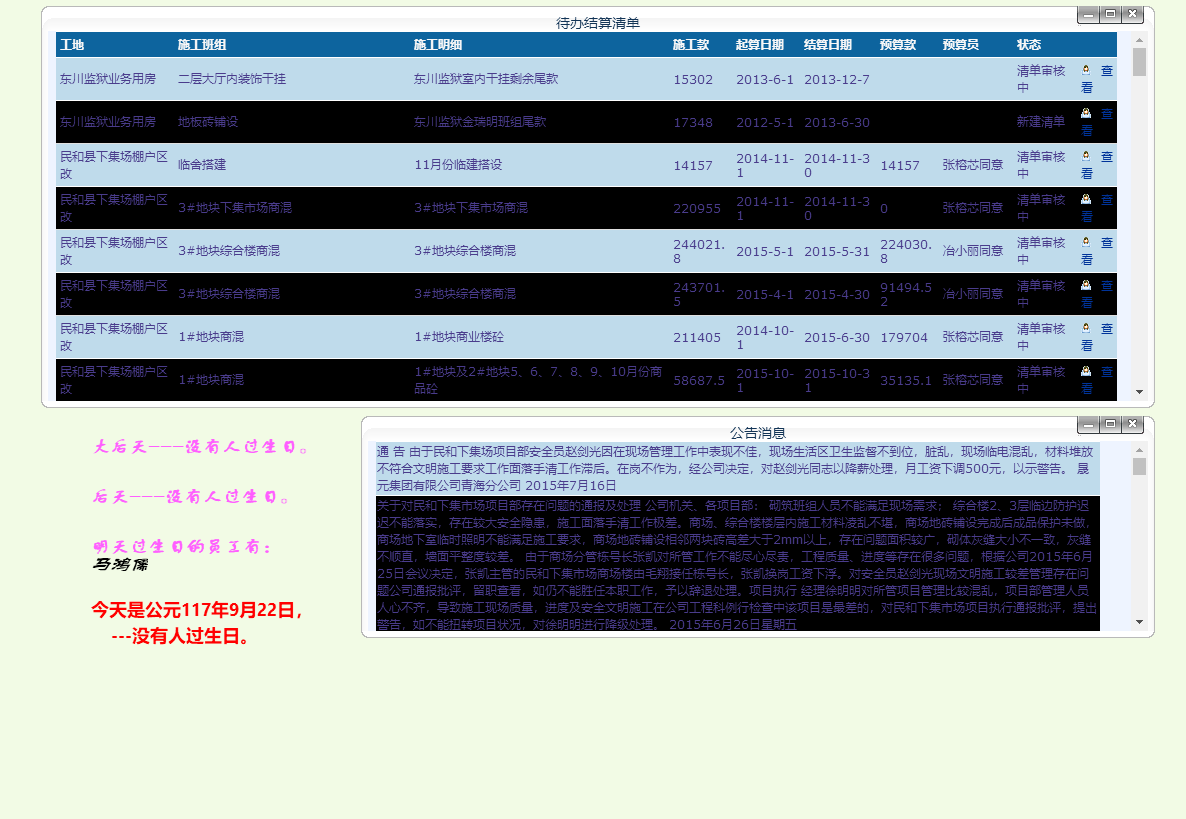 待办结算清单
工地 施工班组 施工明细 施工款 起算日期 结算日期 预算款 预算员 状态
东川监狱业务用房 二层大厅内装饰干挂 东川监狱室内干挂剩余尾款 15302 2013-6-1 2013-12-7 清单审核 查
中 看
东川监狱业务用房 地板砖铺设 东川监狱金瑞明班组尾款 17348 2012-5-1 2013-6-30 新建清单 查
看
民和县下集场棚户区 临舍搭建 11月份临建搭设 14157 2014-11- 2014-11-3 14157 张榕芯同意 清单审核 查
改 1 0 中 看
民和县下集场棚户区 3#地块下集市场商混 3#地块下集市场商混 220955 2014-11- 2014-11-3 0 张榕芯同意 清单审核 查
改 1 0 中 看
民和县下集场棚户区 3#地块综合楼商混 3#地块综合楼商混 244021. 2015-5-1 2015-5-31 224030. 冶小丽同意 清单审核 查
改 8 8 中 看
民和县下集场棚户区 3#地块综合楼商混 3#地块综合楼商混 243701. 2015-4-1 2015-4-30 91494.5 冶小丽同意 清单审核 查
改 5 2 中 看
民和县下集场棚户区 1#地块商混 1#地块商业楼砼 211405 2014-10- 2015-6-30 179704 张榕芯同意 清单审核 查
改 1 中 看
民和县下集场棚户区 1#地块商混 1#地块及2#地块5、6、7、8、9、10月份商 58687.5 2015-10- 2015-10-3 35135.1 张榕芯同意 清单审核 查
改 品砼 1 1 中 看
大后天---没有人过生日。
后天---没有人过生日。
明天过生日的员工有：
马鸿儒
今天是公元117年9月22日，
---没有人过生日。
公告消息
通 告 由于民和下集场项目部安全员赵剑光因在现场管理工作中表现不佳，现场生活区卫生监督不到位，脏乱，现场临电混乱，材料堆放
不符合文明施工要求工作面落手清工作滞后。在岗不作为，经公司决定，对赵剑光同志以降薪处理，月工资下调500元，以示警告。 晟
元集团有限公司青海分公司 2015年7月16日
关于对民和下集市场项目部存在问题的通报及处理 公司机关、各项目部： 砌筑班组人员不能满足现场需求； 综合楼2、3层临边防护迟
迟不能落实，存在较大安全隐患，施工面落手清工作极差。商场、综合楼楼层内施工材料凌乱不堪，商场地砖铺设完成后成品保护未做，
商场地下室临时照明不能满足施工要求，商场地砖铺设相邻两块砖高差大于2mm以上，存在问题面积较广，砌体灰缝大小不一致，灰缝
不顺直，墙面平整度较差。 由于商场分管栋号长张凯对所管工作不能尽心尽责，工程质量、进度等存在很多问题，根据公司2015年6月
25日会议决定，张凯主管的民和下集市场商场楼由毛翔接任栋号长，张凯换岗工资下浮。对安全员赵剑光现场文明施工较差管理存在问
题公司通报批评，留职查看，如仍不能胜任本职工作，予以辞退处理。项目执行 经理徐明明对所管项目管理比较混乱，项目部管理人员
人心不齐，导致施工现场质量，进度及安全文明施工在公司工程科例行检查中该项目是最差的，对民和下集市场项目执行通报批评，提出
警告，如不能扭转项目状况，对徐明明进行降级处理。 2015年6月26日星期五